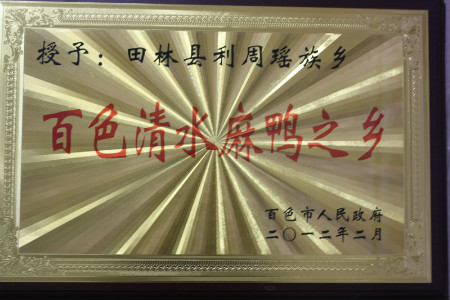 授予：田林县利周瑶族乡
百色清水麻鸭之乡
百色市人民政府
二〇一二年二月